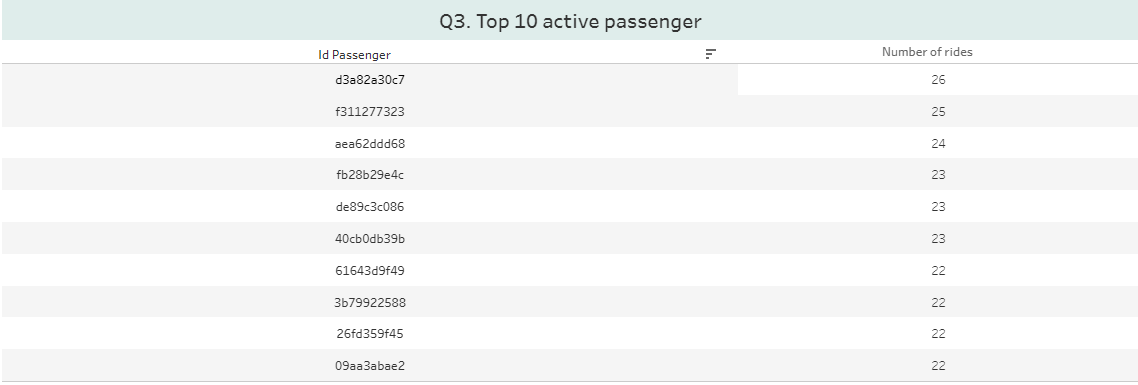 Q3. Top 10 active passenger
Id Passenger Number of rides
d3a82a30c7 26
f311277323 25
aea62ddd68 24
fb28b29e4c 23
de89c3c086 23
40cb0db39b 23
61643d9f49 22
3b79922588 22
26fd359f45 22
09aa3abae2 22